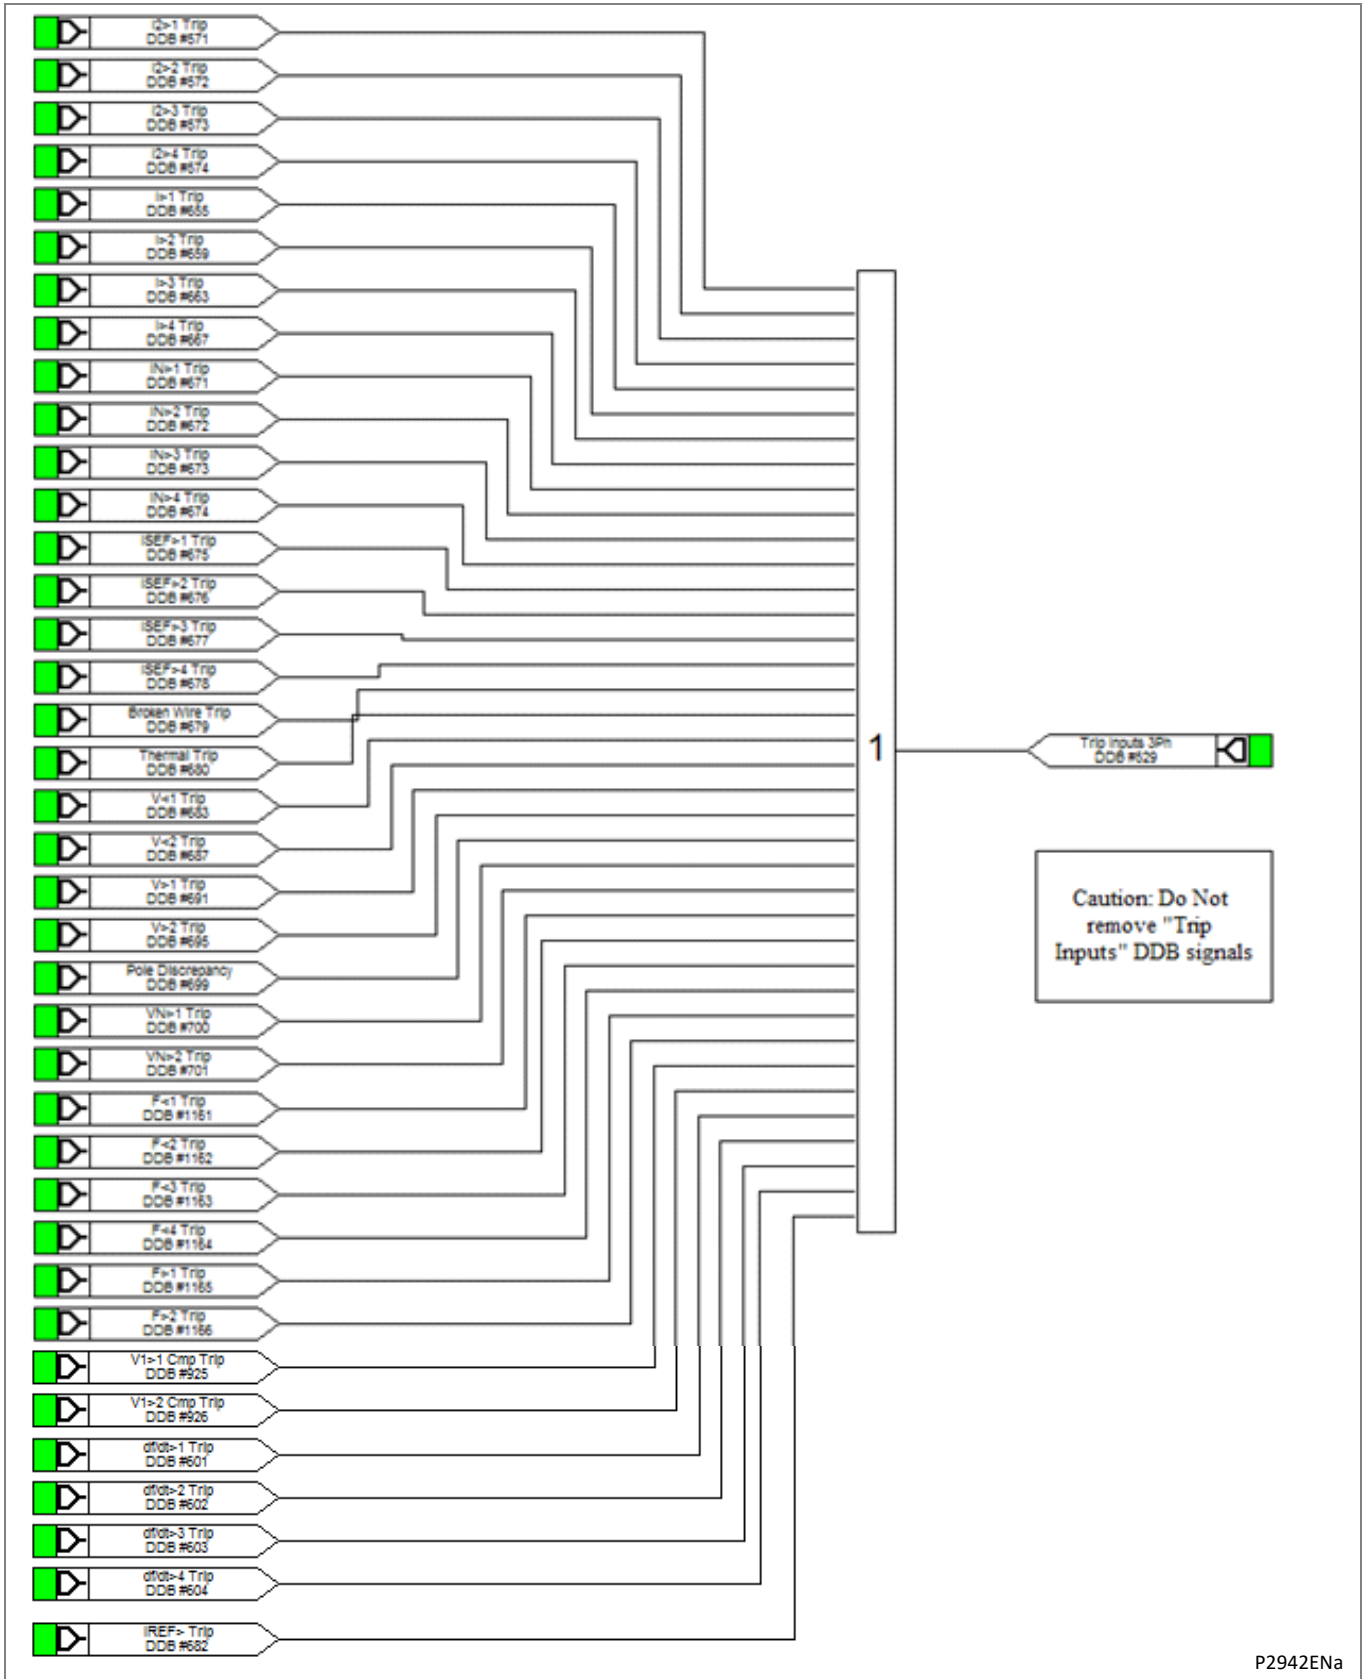 I2>1 Trip
DDB #571
I2>2 Trip
DDB #572
I2>3 Trip
DDB #573
I2>4 Trip
DDB #574
I>1 Trip
DDB #655
I>2 Trip
DDB #659
I>3 Trip
DDB #663
I>4 Trip
DDB #667
IN>1 Trip
DDB #671
IN>2 Trip
DDB #672
IN>3 Trip
DDB #673
IN>4 Trip
DDB #674
ISEF>1 Trip
DDB #675
ISEF>2 Trip
DDB #676
ISEF>3 Trip
DDB #677
ISEF>4 Trip
DDB #678
Broken Wire Trip
DDB #679
Thermal Trip
DDB #680
V<1 Trip
DDB #683
V<2 Trip
DDB #687
V>1 Trip
DDB #691
V>2 Trip
DDB #695
Pole Discrepancy
DDB #699
VN>1 Trip
DDB #700
VN>2 Trip
DDB #701
F<1 Trip
DDB #1161
F<2 Trip
DDB #1162
F<3 Trip
DDB #1163
F<4 Trip
DDB #1164
F>1 Trip
DDB #1165
F>2 Trip
DDB #1166
V1>1 Cmp Trip
DDB #925
V1>2 Cmp Trip
DDB #926
df/dt>1 Trip
DDB #601
df/dt>2 Trip
DDB #602
df/dt>3 Trip
DDB #603
df/dt>4 Trip
DDB #604
IREF> Trip
DDB #682
1
Trip Inputs 3Ph
DDB #529
Caution: Do Not
remove "Trip
Inputs" DDB signals
P2942ENa